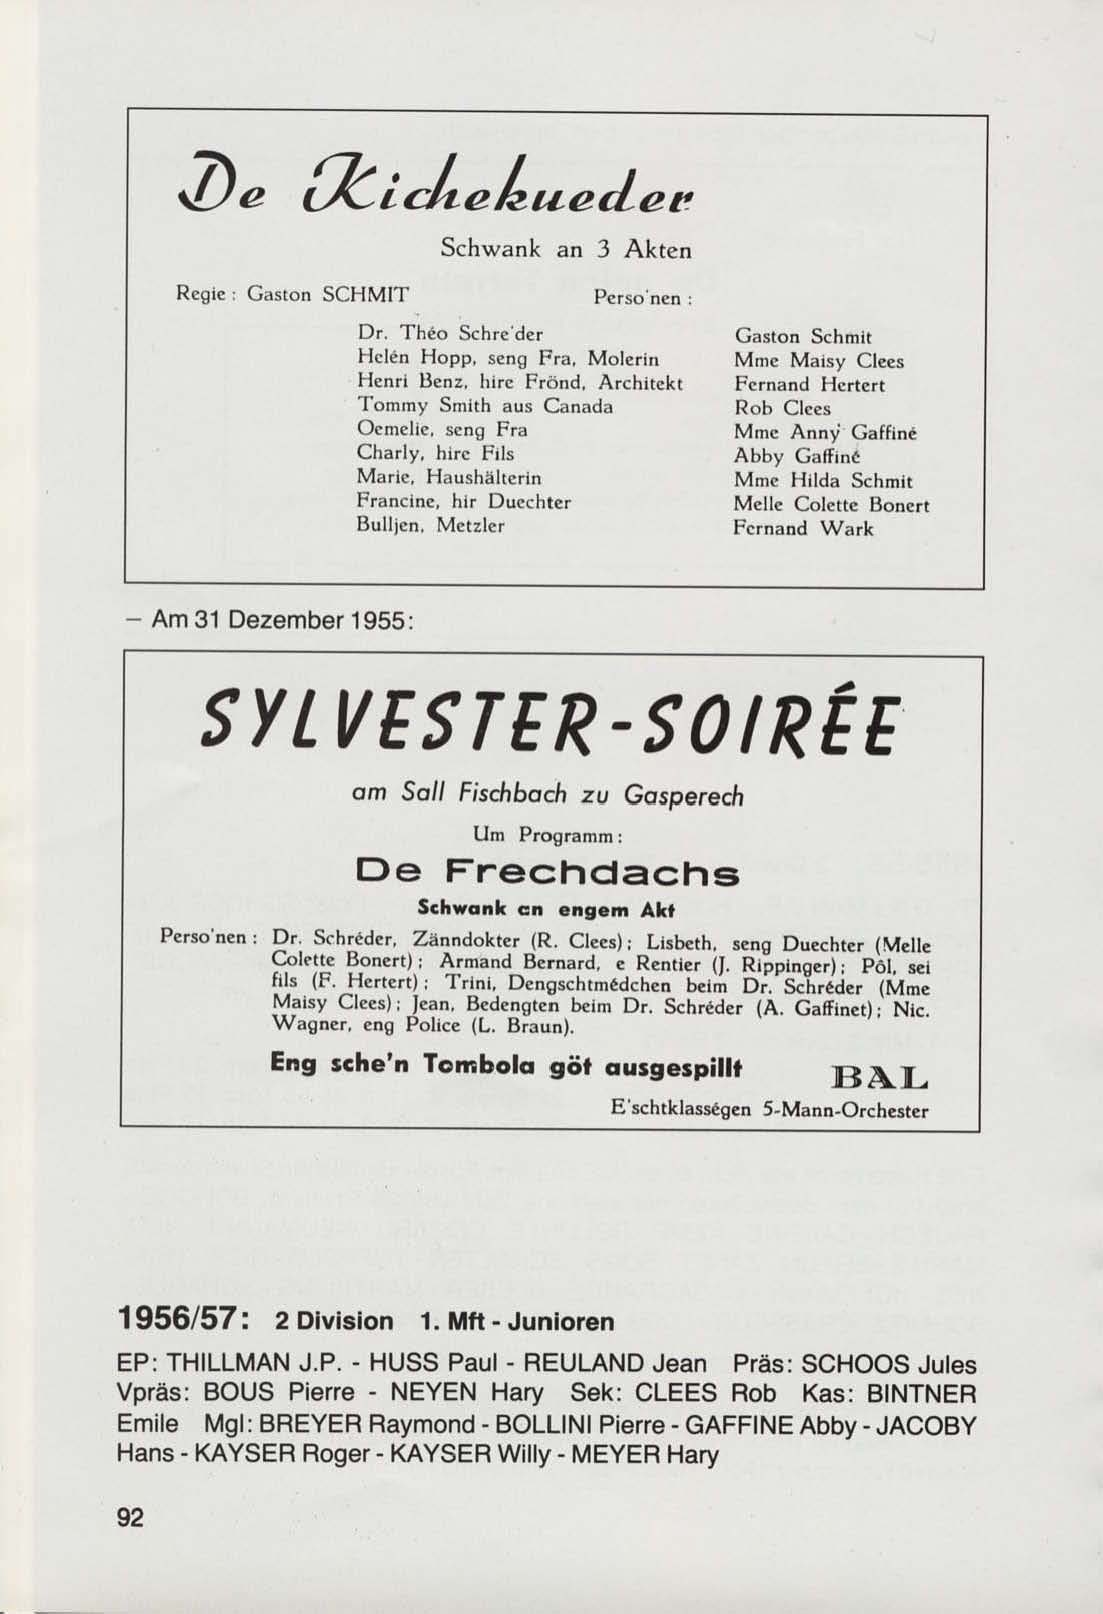 De Kichekueder
Schwank an 3 Akten
Regie : Gaston SCHMIT Perso'nen :
Dr. Théo Schre'der Gaston Schmit
Helén Hopp, seng Fra, Molerin Mme Maisy Clees
Henri Benz, hire Frönd, Architekt Fernand Hertert
Tommy Smith aus Canada Rob Clees
Oemelie, seng Fra Mme Anny Gaffiné
Charly, hire Fils Abby Gaffiné
Marie, Haushälterin Mme Hilda Schmit
Francine, hir Duechter Melle Colette Bonert
Bulljen, Metzler Fernand Wark
– Am 31 Dezember 1955:
SYLVESTER-SOIRÉE
am Sall Fischbach zu Gasperech
Um Programm :
De Frechdachs
Schwank an engem Akt
Perso'nen : Dr. Schréder, Zänndokter (R. Clees) ; Lisbeth, seng Duechter (Melle
Colette Bonert) ; Armand Bernard, e Rentier (J. Rippinger) ; Pôl, sei
fils (F. Hertert) ; Trini, Dengschtmédchen beim Dr. Schréder (Mme
Maisy Clees) ; Jean, Bedengten beim Dr. Schréder (A. Gaffinet) ; Nic.
Wagner, eng Police (L. Braun).
Eng sche'n Tombola göt ausgespillt BAL
E'schtklasségen 5-Mann-Orchester
1956/57: 2 Division 1. Mft - Junioren
EP: THILLMAN J.P. - HUSS Paul - REULAND Jean Präs: SCHOOS Jules
Vpräs: BOUS Pierre - NEYEN Hary Sek: CLEES Rob Kas: BINTNER
Emile Mgl: BREYER Raymond - BOLLINI Pierre - GAFFINE Abby - JACOBY
Hans - KAYSER Roger - KAYSER Willy - MEYER Hary
92